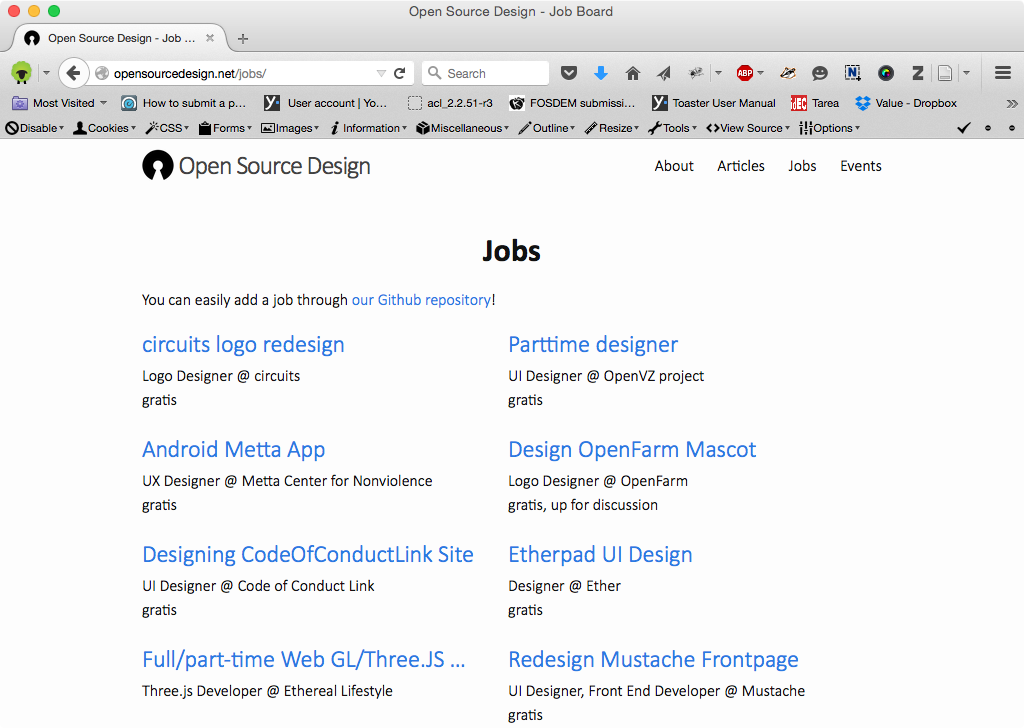 Open Source Design - Job Board
Open Source Design - Job ...
opensourcedesign.net/jobs/
Search
ABP
N
Z
Most Visited
How to submit a p...
User account | Yo...
acl_2.2.51-r3
FOSDEM submissi...
Toaster User Manual
Tarea
Value - Dropbox
Disable
Cookies
CSS
Forms
Images
Information
Miscellaneous
Outline
Resize
Tools
View Source
Options
Open Source Design
About
Articles
Jobs
Events
Jobs
You can easily add a job through our Github repository!
circuits logo redesign
Logo Designer @ circuits
gratis
Parttime designer
UI Designer @ OpenVZ project
gratis
Android Metta App
UX Designer @ Metta Center for Nonviolence
gratis
Design OpenFarm Mascot
Logo Designer @ OpenFarm
gratis, up for discussion
Designing CodeOfConductLink Site
UI Designer @ Code of Conduct Link
gratis
Etherpad UI Design
Designer @ Ether
gratis
Full/part-time Web GL/Three.JS ...
Three.js Developer @ Ethereal Lifestyle
Redesign Mustache Frontpage
UI Designer, Front End Developer @ Mustache
gratis